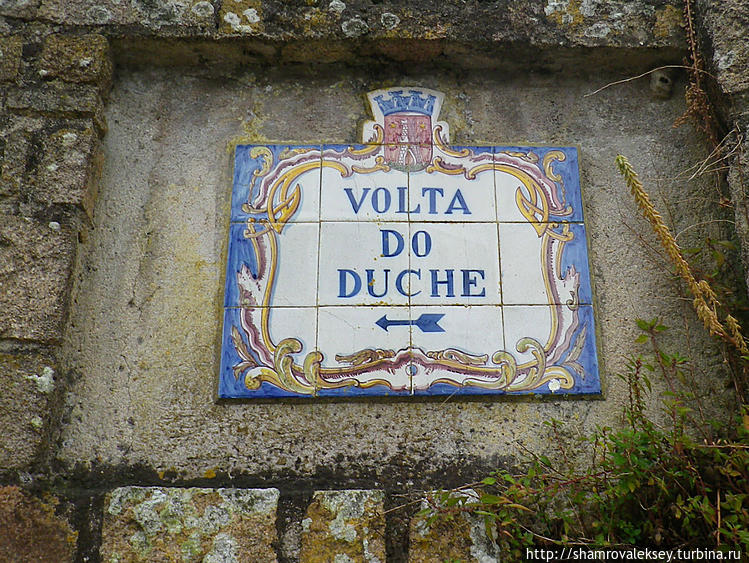 VOLTA
DO
DUCHE
http://shamrovaleksey.turbina.ru